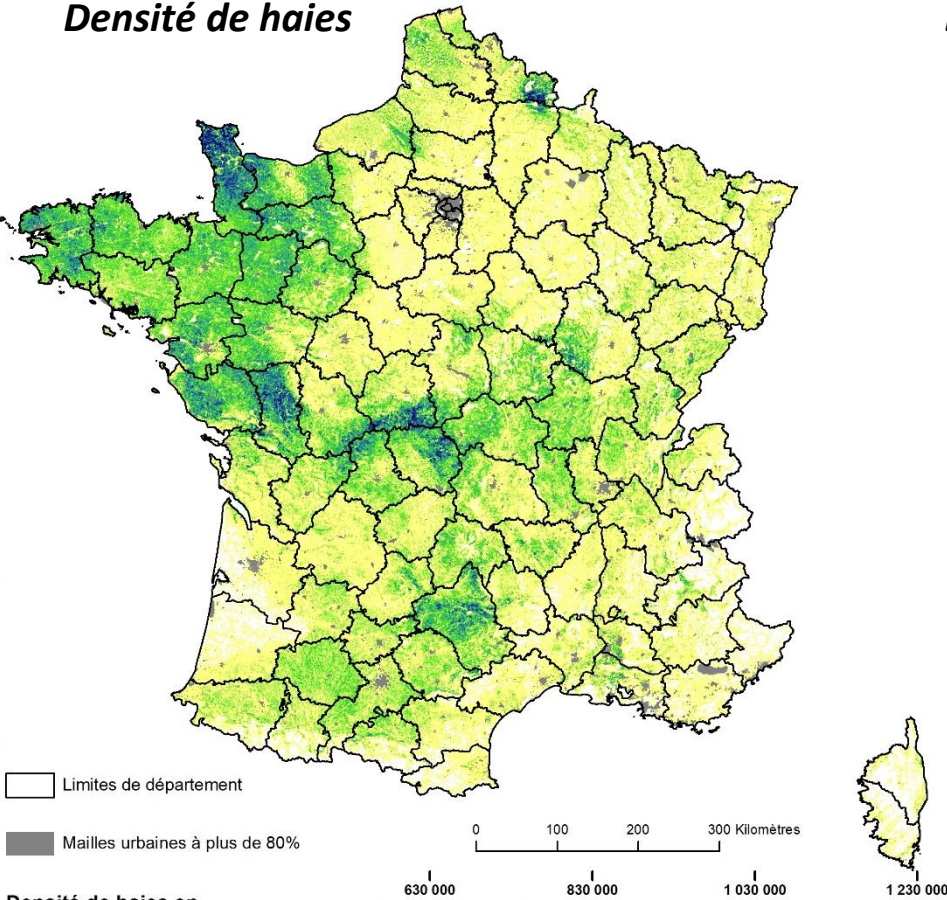 Densité de haies
Limites de département
Mailles urbaines à plus de 80%
0 100 200 300 Kilomètres
630 000 830 000 1 030 000 1 230 000
Densité de haies en